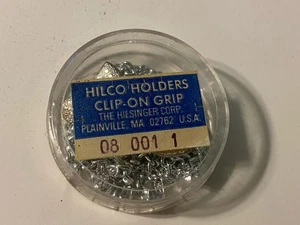 HILCO HOLDERS
CLIP-ON GRIP
THE HILSINGER CORP.
PLAINVILLE, MA 02762 U.S.A.
08 001 1